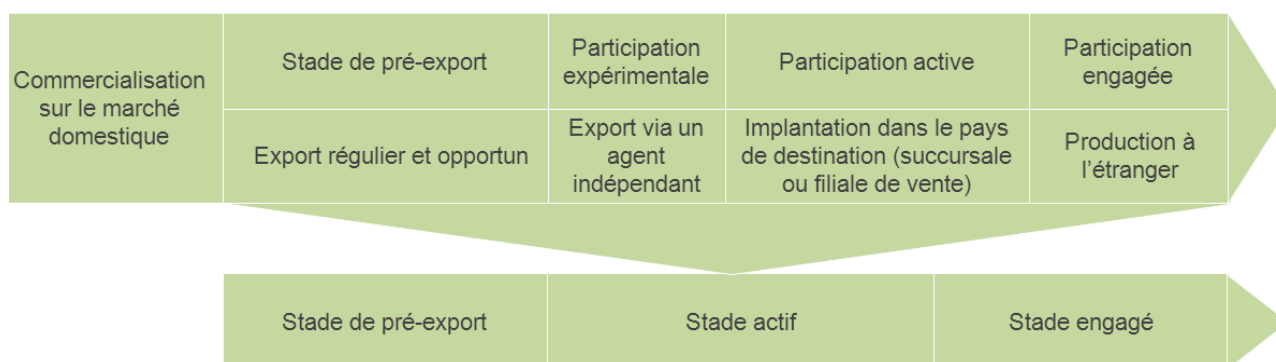 Commercialisation
sur le marché
domestique
Stade de pré-export
Participation
expérimentale
Participation active
Participation
engagée
Export régulier et opportun
Export via un
agent
indépendant
Implantation dans le pays
de destination (succursale
ou filiale de vente)
Production à
l’étranger
Stade de pré-export
Stade actif
Stade engagé